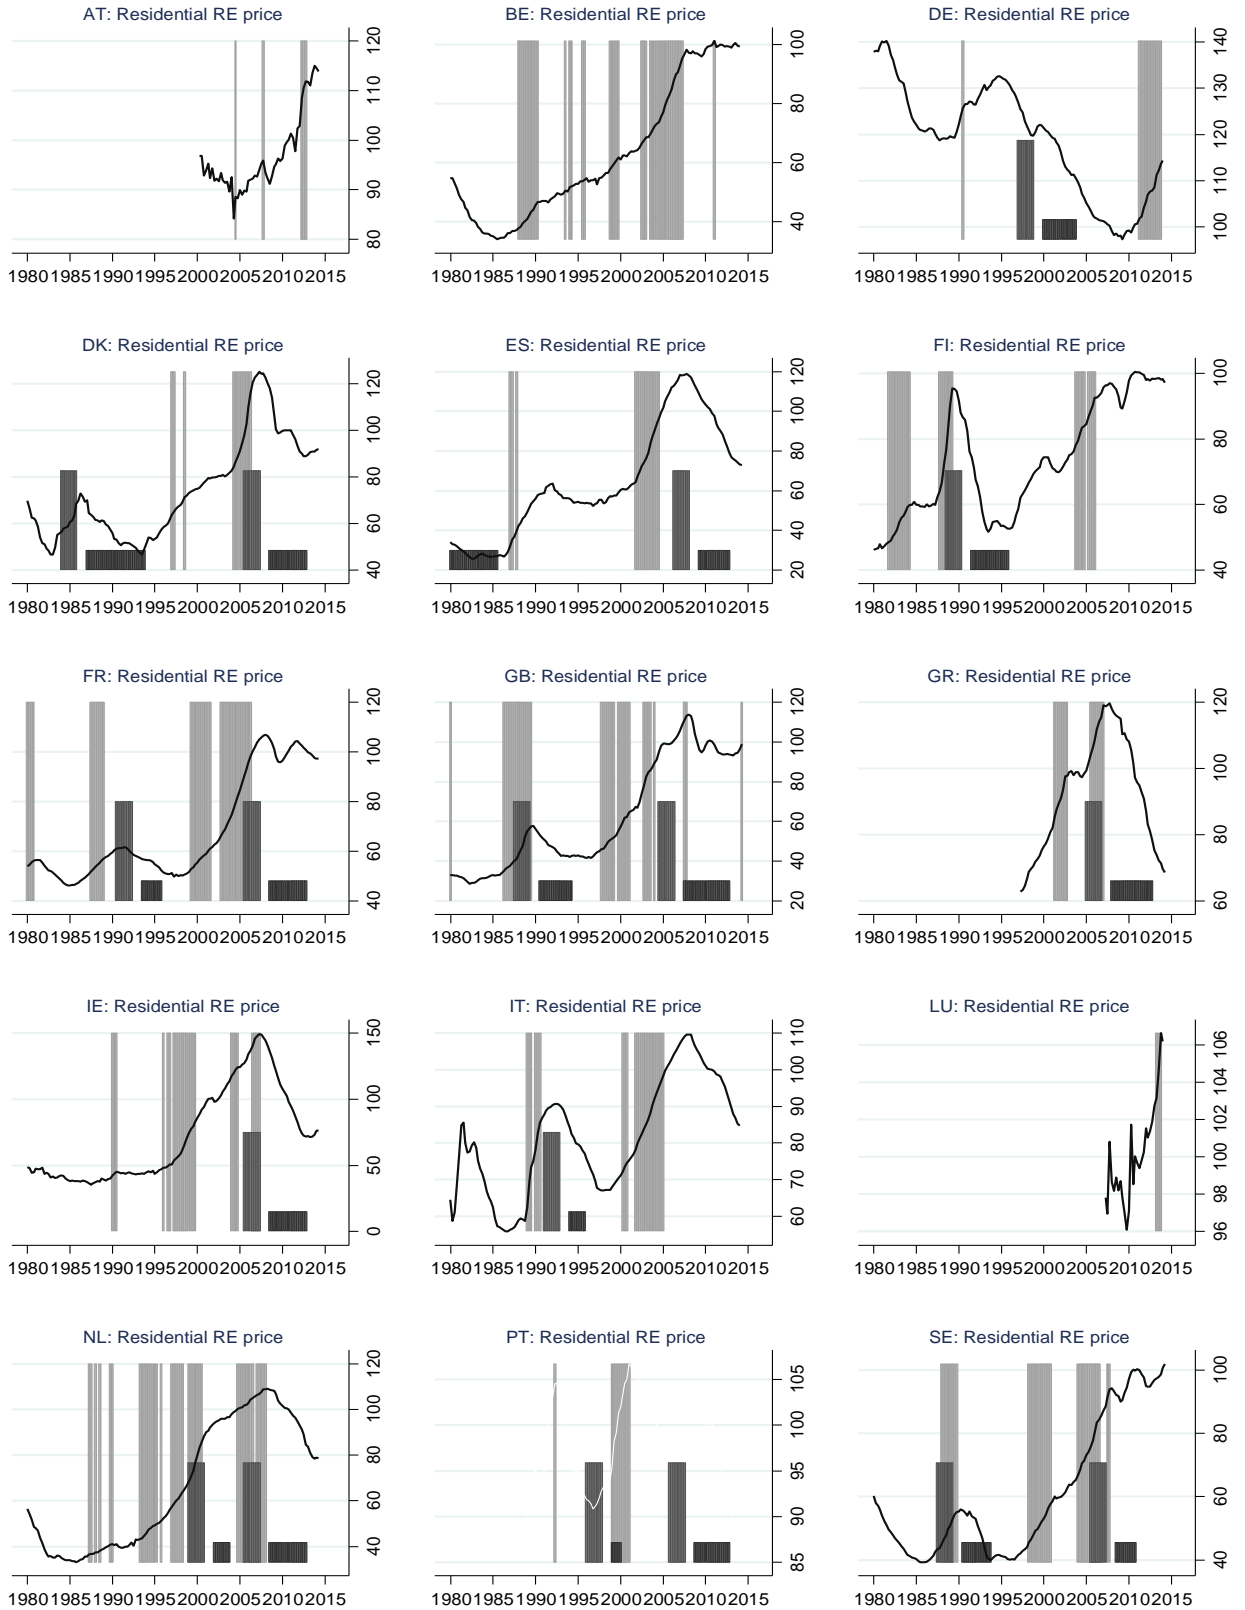 AT: Residential RE price
BE: Residential RE price
DE: Residential RE price
80 90 100 110 120
40 60 80 100
100 110 120 130 140
1980 1985 1990 1995 2000 2005 2010 2015
1980 1985 1990 1995 2000 2005 2010 2015
1980 1985 1990 1995 2000 2005 2010 2015
DK: Residential RE price
ES: Residential RE price
FI: Residential RE price
40 60 80 100 120
20 40 60 80 100 120
40 60 80 100
1980 1985 1990 1995 2000 2005 2010 2015
1980 1985 1990 1995 2000 2005 2010 2015
1980 1985 1990 1995 2000 2005 2010 2015
FR: Residential RE price
GB: Residential RE price
GR: Residential RE price
40 60 80 100 120
20 40 60 80 100 120
60 80 100 120
1980 1985 1990 1995 2000 2005 2010 2015
1980 1985 1990 1995 2000 2005 2010 2015
1980 1985 1990 1995 2000 2005 2010 2015
IE: Residential RE price
IT: Residential RE price
LU: Residential RE price
0 50 100 150
60 70 80 90 100 110
96 98 100 102 104 106
1980 1985 1990 1995 2000 2005 2010 2015
1980 1985 1990 1995 2000 2005 2010 2015
1980 1985 1990 1995 2000 2005 2010 2015
NL: Residential RE price
PT: Residential RE price
SE: Residential RE price
40 60 80 100 120
85 90 95 100 105
40 60 80 100
1980 1985 1990 1995 2000 2005 2010 2015
1980 1985 1990 1995 2000 2005 2010 2015
1980 1985 1990 1995 2000 2005 2010 2015